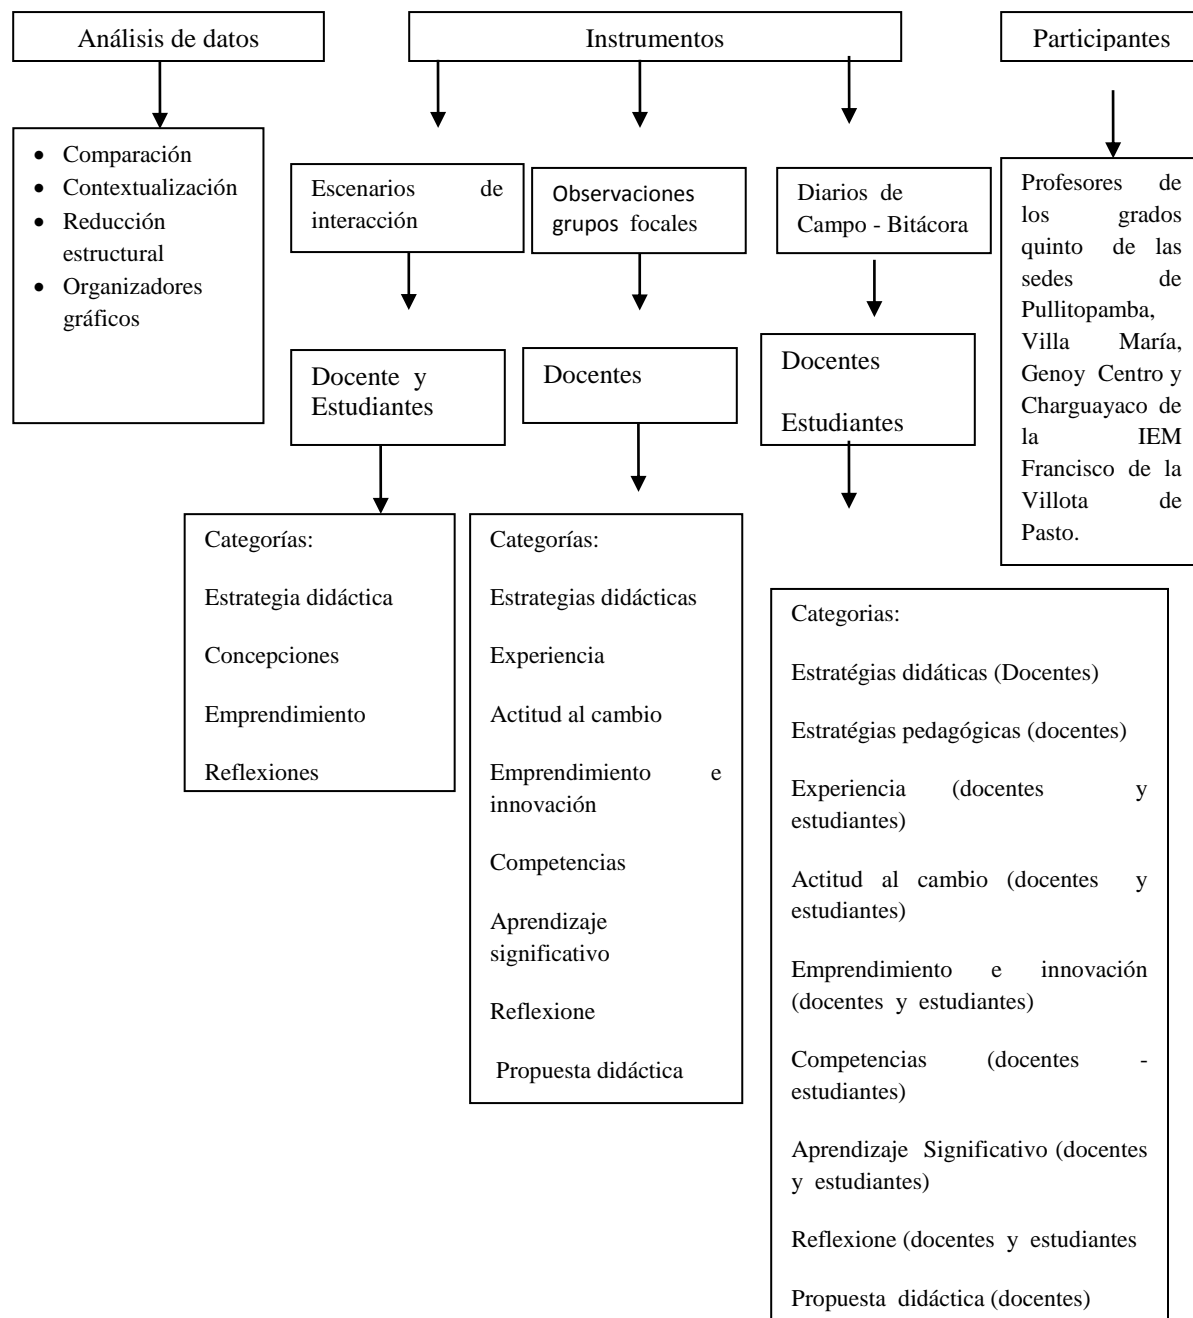 Análisis de datos
Instrumentos
Participantes
• Comparación
• Contextualización
• Reducción
estructural
• Organizadores
gráficos
Escenarios de
interacción
Observaciones
grupos focales
Diarios de
Campo - Bitácora
Profesores de
los grados
quinto de las
sedes de
Pullitopamba,
Villa María,
Genoy Centro y
Charguayaco de
la IEM
Francisco de la
Villota de
Pasto.
Docente y
Estudiantes
Docentes
Docentes
Estudiantes
Categorías:
Estrategia didáctica
Concepciones
Emprendimiento
Reflexiones
Categorías:
Estrategias didácticas
Experiencia
Actitud al cambio
Emprendimiento e
innovación
Competencias
Aprendizaje
significativo
Reflexione
Propuesta didáctica
Categorias:
Estratégias didáticas (Docentes)
Estratégias pedagógicas (docentes)
Experiencia (docentes y
estudiantes)
Actitud al cambio (docentes y
estudiantes)
Emprendimiento e innovación
(docentes y estudiantes)
Competencias (docentes -
estudiantes)
Aprendizaje Significativo (docentes
y estudiantes)
Reflexione (docentes y estudiantes
Propuesta didáctica (docentes)